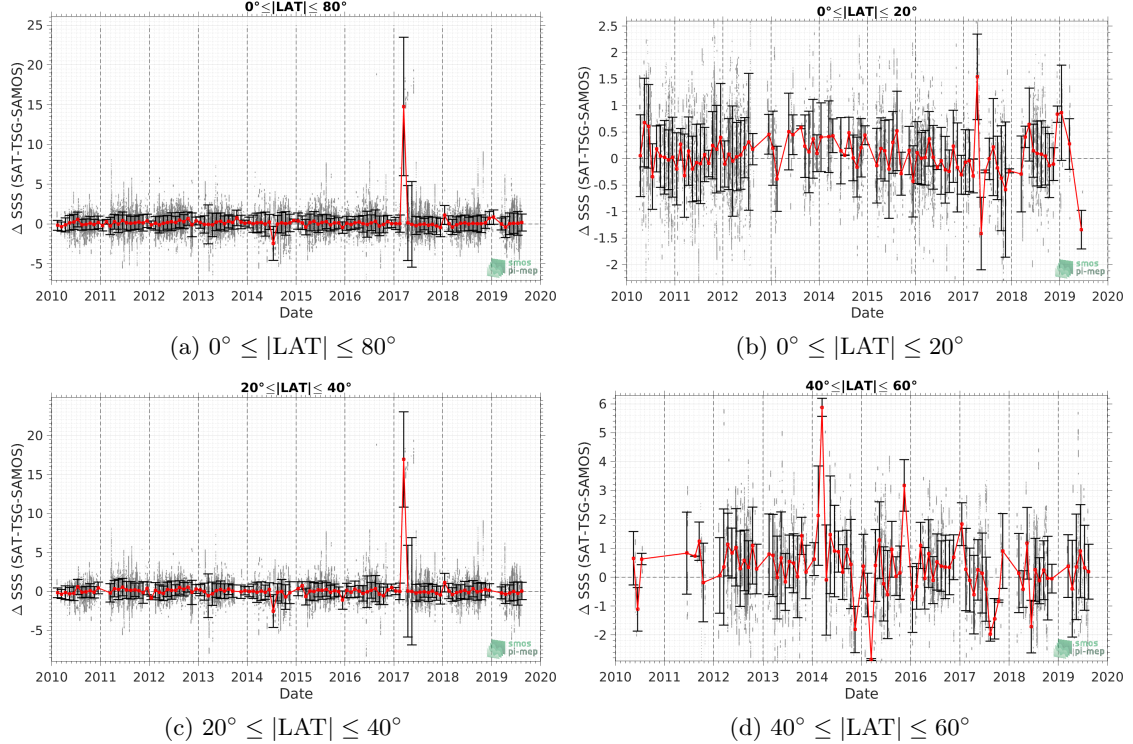 0°≤|LAT|≤ 80°
Δ SSS (SAT-TSG-SAMOS)
25
20
15
10
5
0
-5
2010 2011 2012 2013 2014 2015 2016 2017 2018 2019 2020
Date
smos
pi-mep
(a) 0° ≤ |LAT| ≤ 80°
0°≤|LAT|≤ 20°
Δ SSS (SAT-TSG-SAMOS)
2.5
2
1.5
1
0.5
0
-0.5
-1
-1.5
-2
2010 2011 2012 2013 2014 2015 2016 2017 2018 2019 2020
Date
smos
pi-mep
(b) 0° ≤ |LAT| ≤ 20°
20°≤|LAT|≤ 40°
Δ SSS (SAT-TSG-SAMOS)
20
15
10
5
0
-5
2010 2011 2012 2013 2014 2015 2016 2017 2018 2019 2020
Date
smos
pi-mep
(c) 20° ≤ |LAT| ≤ 40°
40°≤|LAT|≤ 60°
Δ SSS (SAT-TSG-SAMOS)
6
5
4
3
2
1
0
-1
-2
2010 2011 2012 2013 2014 2015 2016 2017 2018 2019 2020
Date
smos
pi-mep
(d) 40° ≤ |LAT| ≤ 60°